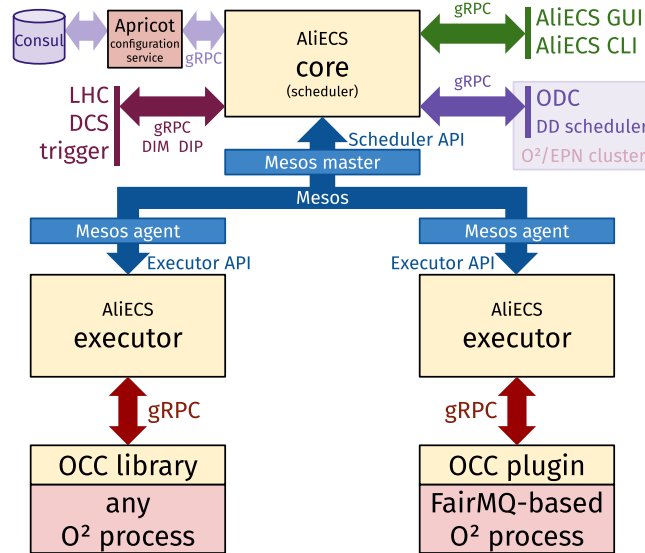 Consul
Apricot
configuration
service
gRPC
AliECS
core
(scheduler)
gRPC
AliECS GUI
AliECS CLI
LHC
DCS
trigger
gRPC
DIM DIP
gRPC
ODC
DD scheduler
O²/EPN cluster
Scheduler API
Mesos master
Mesos
Mesos agent
Mesos agent
Executor API
Executor API
AliECS
executor
AliECS
executor
gRPC
gRPC
OCC library
any
O² process
OCC plugin
FairMQ-based
O² process